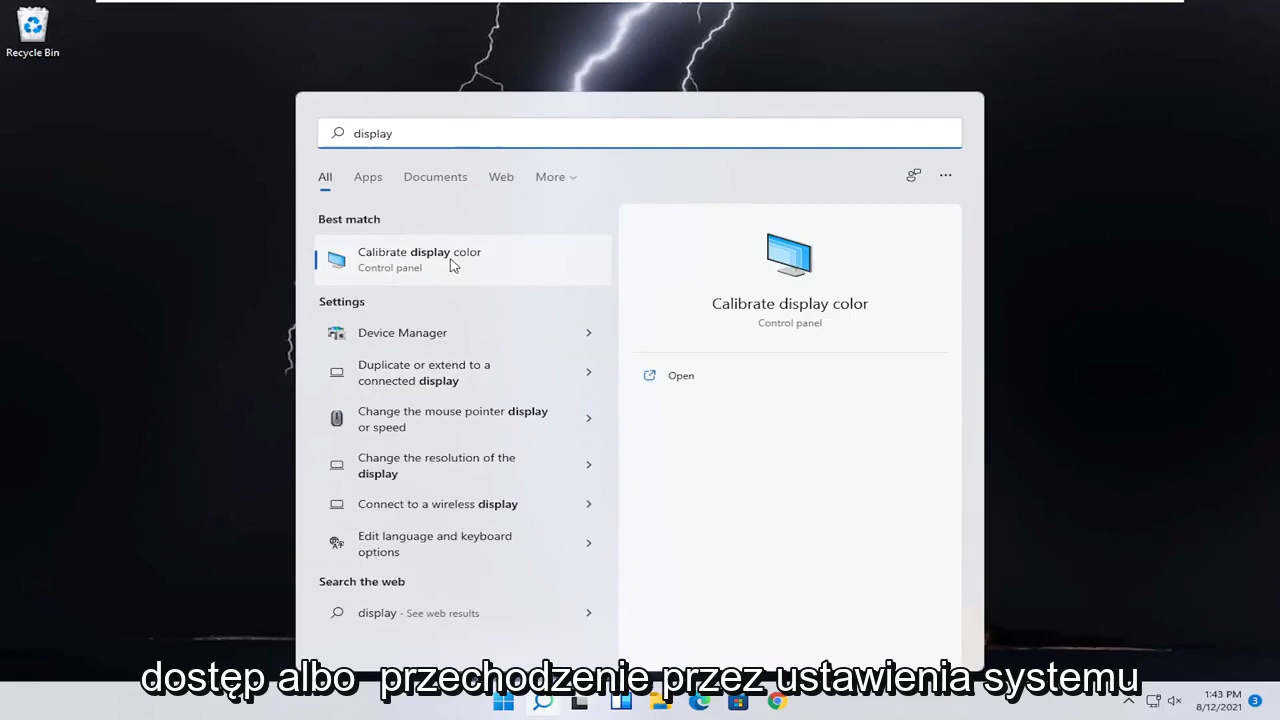 Recycle Bin
display
All Apps Documents Web More
Best match
Calibrate display color
Control panel
Settings
Device Manager
Duplicate or extend to a
connected display
Change the mouse pointer display
or speed
Change the resolution of the
display
Connect to a wireless display
Edit language and keyboard
options
Search the web
display - See web results
Calibrate display color
Control panel
Open
dostęp albo przechodzenie przez ustawienia systemu
1:43 PM
8/12/2021
3